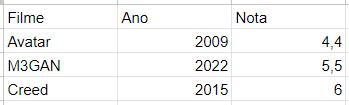 Filme Ano Nota
Avatar 2009 4,4
M3GAN 2022 5,5
Creed 2015 6